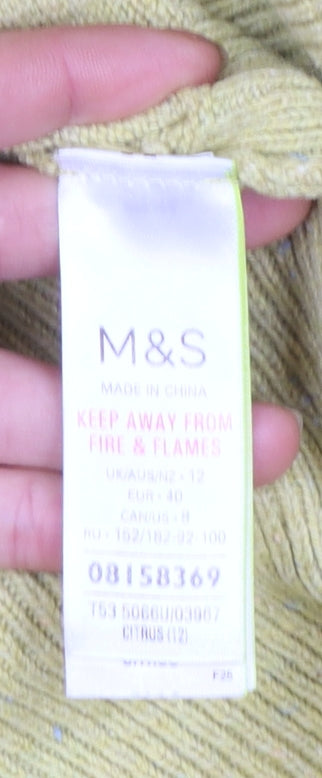 M&S
MADE IN CHINA
KEEP AWAY FROM
FIRE & FLAMES
UK/AUS/NZ - 12
EUR - 40
CAN/US - 8
RU - 152/182-92-100
08158369
T53 5066U/03967
CITRUS (12)